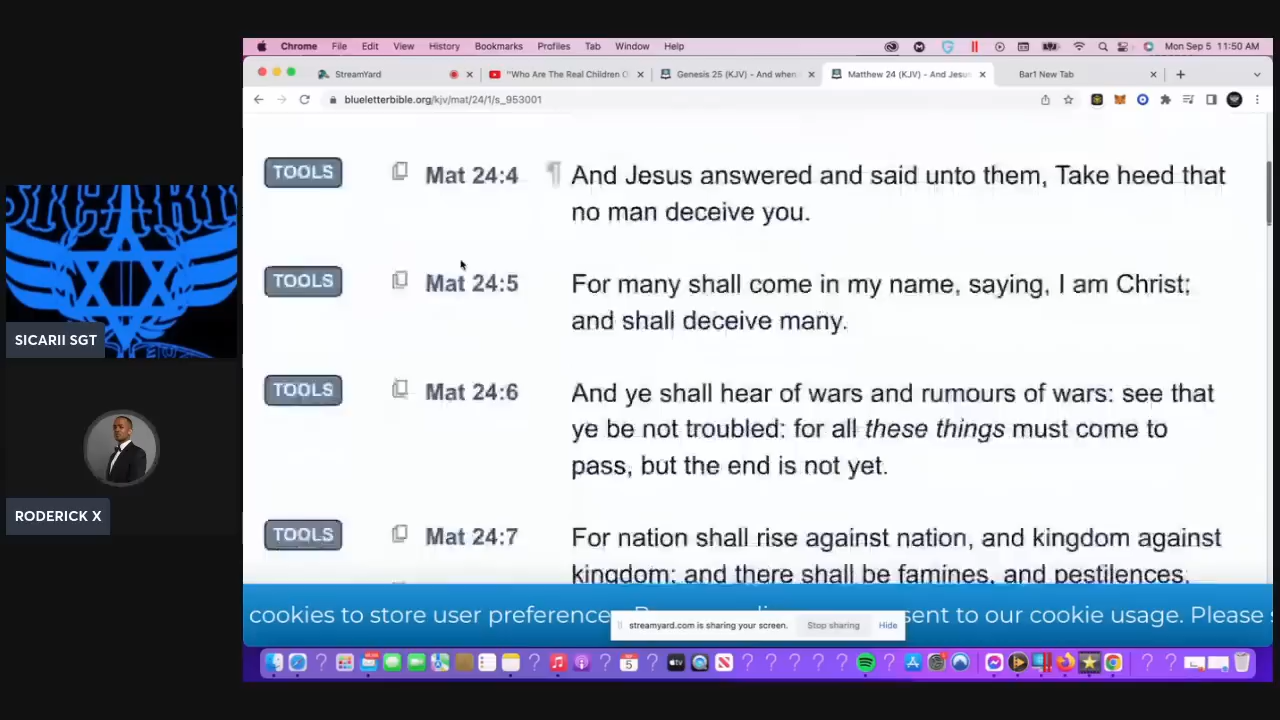 Chrome File Edit View History Bookmarks Profiles Tab Window Help Mon Sep 5 11:50 AM
StreamYard "Who Are The Real Children O Genesis 25 (KJV) - And when Matthew 24 (KJV) - And Jesus Bar1 New Tab
blueletterbible.org/kjv/mat/24/1/s_953001
TOOLS Mat 24:4 ¶ And Jesus answered and said unto them, Take heed that
no man deceive you.
TOOLS Mat 24:5 For many shall come in my name, saying, I am Christ;
and shall deceive many.
TOOLS Mat 24:6 And ye shall hear of wars and rumours of wars: see that
ye be not troubled: for all these things must come to
pass, but the end is not yet.
TOOLS Mat 24:7 For nation shall rise against nation, and kingdom against
kingdom: and there shall be famines, and pestilences,
cookies to store user preference sent to our cookie usage. Please
streamyard.com is sharing your screen. Stop sharing Hide
5 tv
SICARII
SICARII SGT
RODERICK X